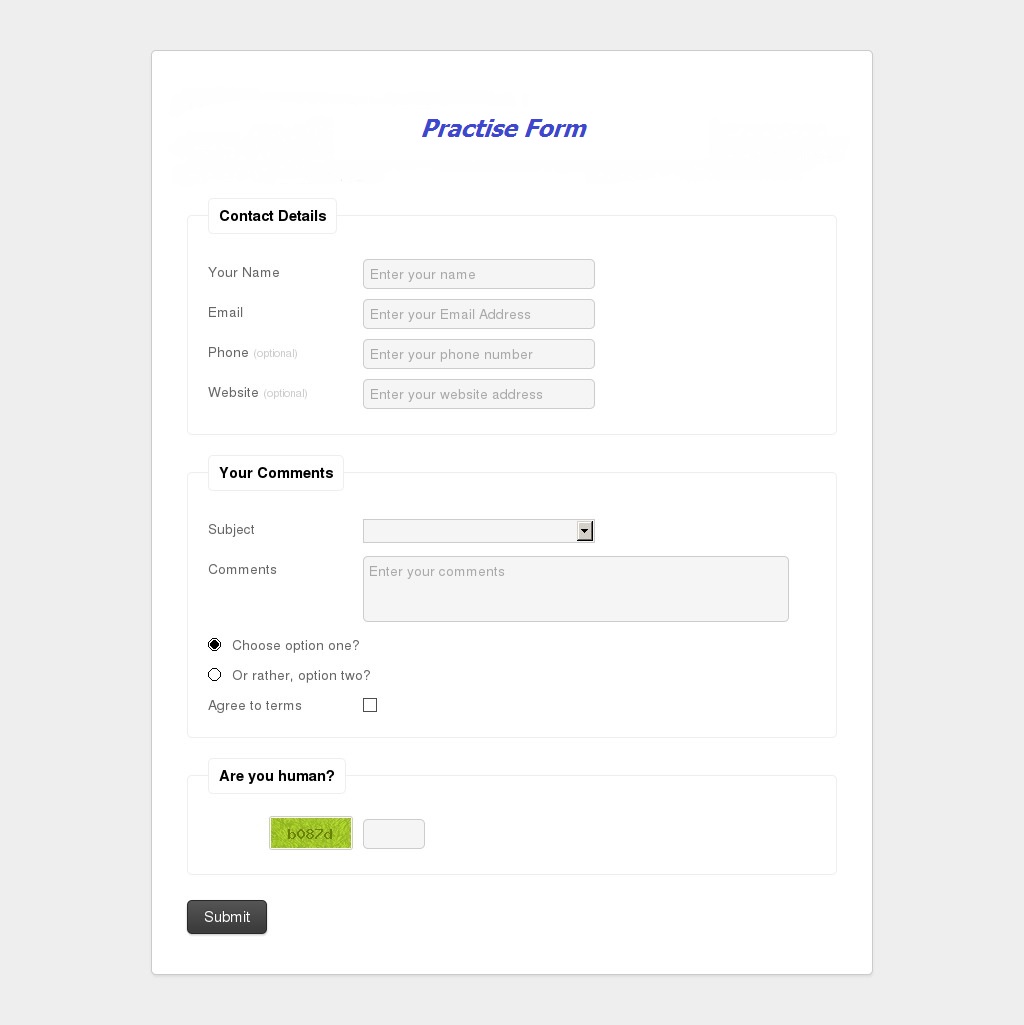 Practise Form
Contact Details
Your Name Enter your name
Email Enter your Email Address
Phone (optional) Enter your phone number
Website (optional) Enter your website address
Your Comments
Subject
Comments Enter your comments
Choose option one?
Or rather, option two?
Agree to terms
Are you human?
b087d
Submit